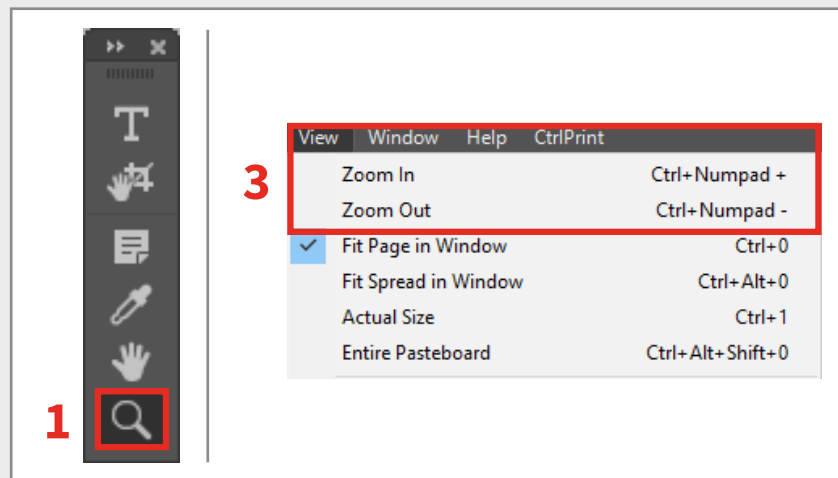 T
1
3
View Window Help CtrlPrint
Zoom In Ctrl+Numpad +
Zoom Out Ctrl+Numpad -
Fit Page in Window Ctrl+0
Fit Spread in Window Ctrl+Alt+0
Actual Size Ctrl+1
Entire Pasteboard Ctrl+Alt+Shift+0